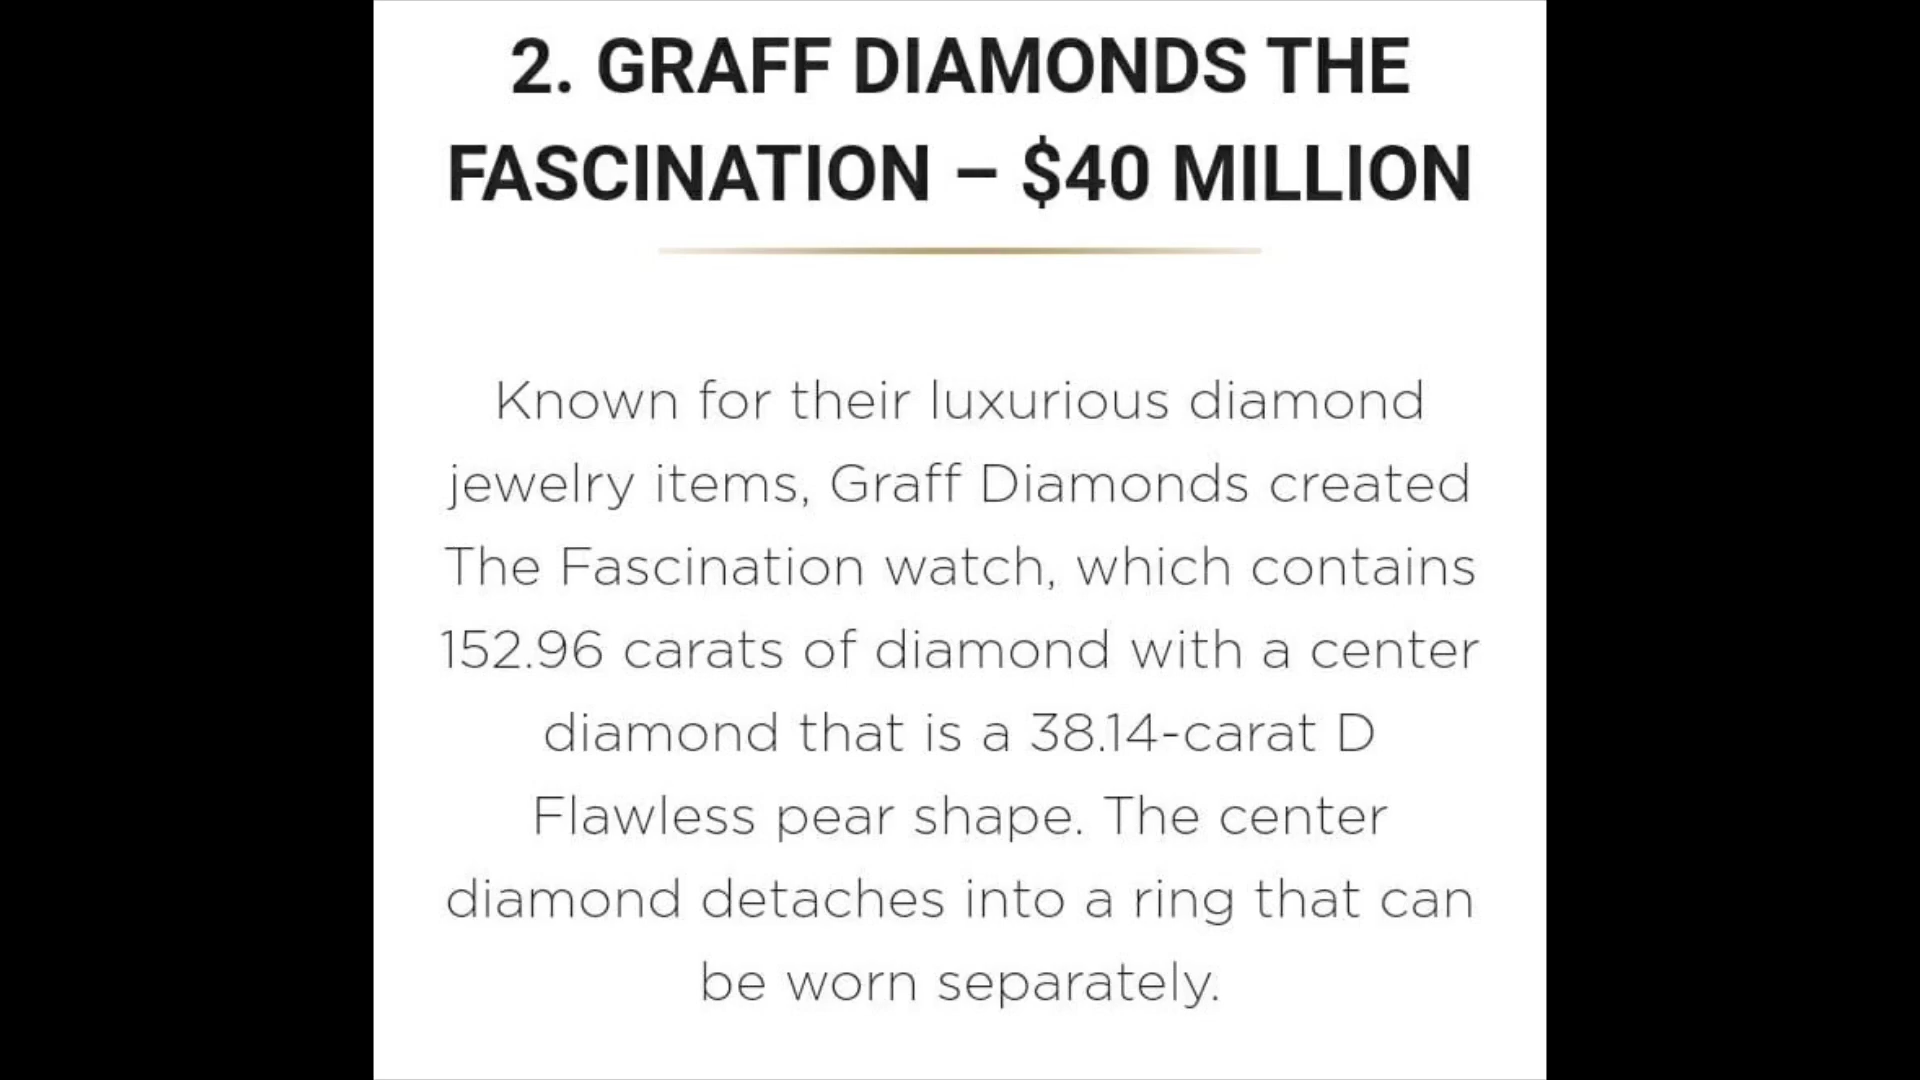 2. GRAFF DIAMONDS THE
FASCINATION – $40 MILLION
Known for their luxurious diamond
jewelry items, Graff Diamonds created
The Fascination watch, which contains
152.96 carats of diamond with a center
diamond that is a 38.14-carat D
Flawless pear shape. The center
diamond detaches into a ring that can
be worn separately.